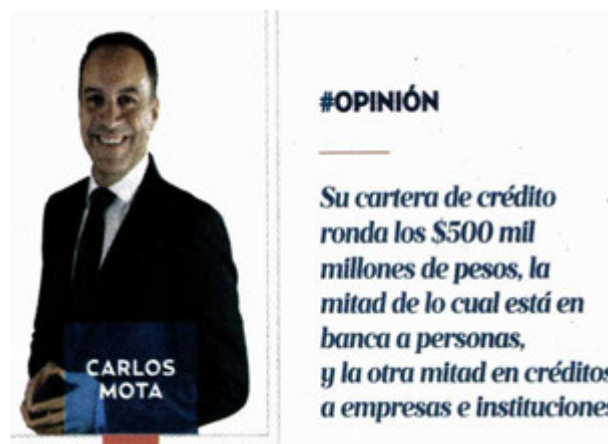 #OPINIÓN
Su cartera de crédito
ronda los $500 mil
millones de pesos, la
mitad de lo cual está en
banca a personas,
y la otra mitad en créditos
a empresas e instituciones
CARLOS
MOTA